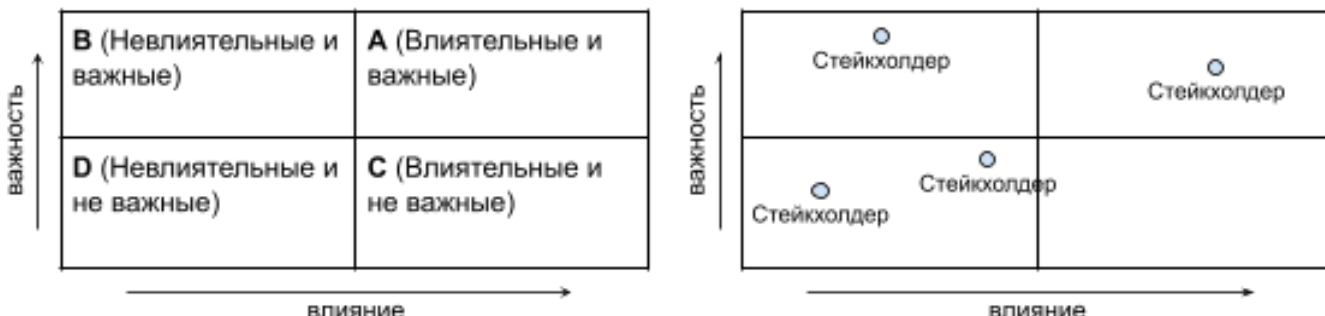 B (Невлиятельные и
важные)
A (Влиятельные и
важные)
D (Невлиятельные и
не важные)
C (Влиятельные и
не важные)
важность
влияние
Стейкхолдер
Стейкхолдер
Стейкхолдер
Стейкхолдер
важность
влияние